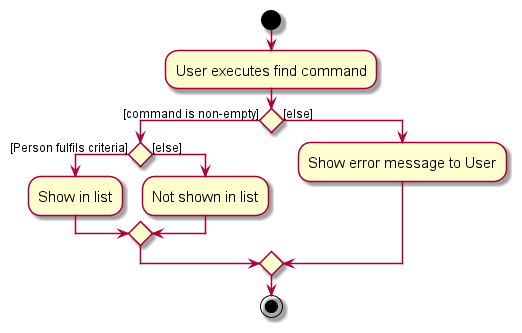 User executes find command
[command is non-empty]
[else]
[Person fulfils criteria]
[else]
Show error message to User
Show in list
Not shown in list